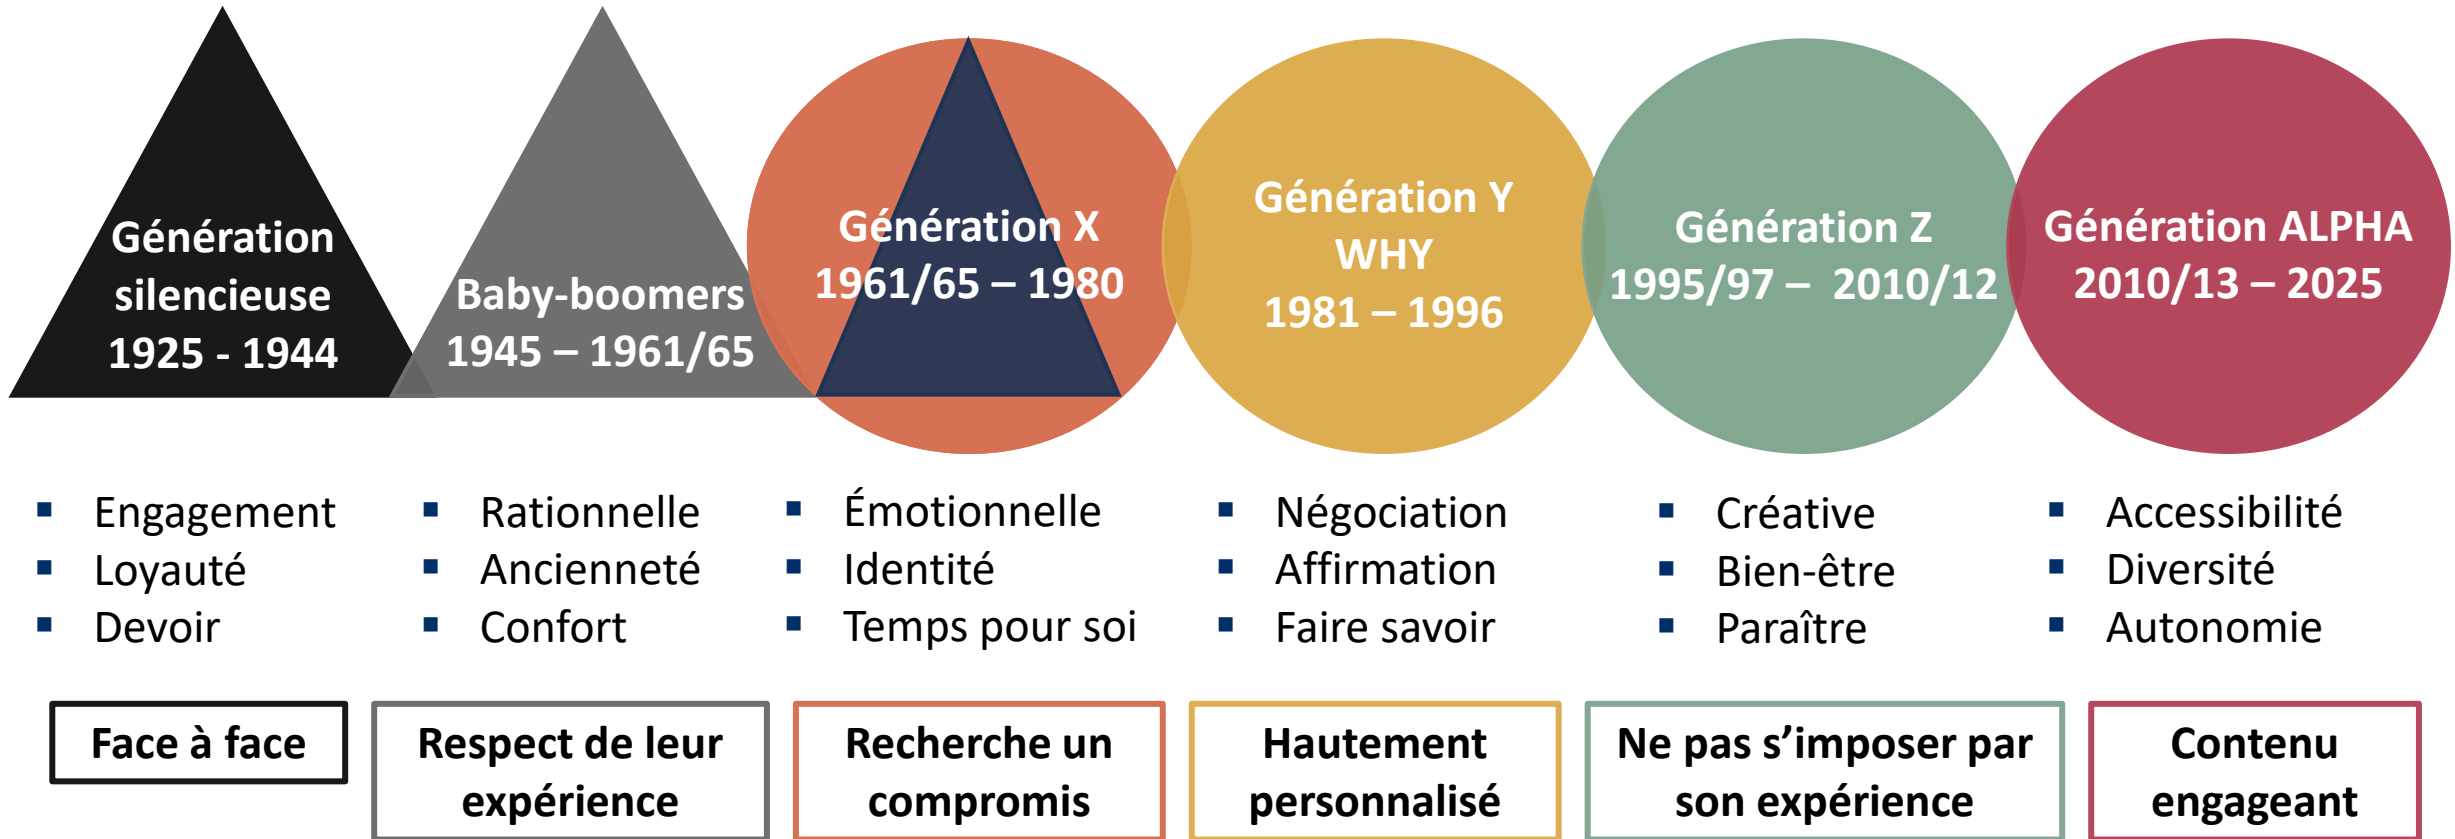 Génération
silencieuse
1925 - 1944
Baby-boomers
1945 – 1961/65
Génération X
1961/65 – 1980
Génération Y
WHY
1981 – 1996
Génération Z
1995/97 – 2010/12
Génération ALPHA
2010/13 – 2025
▪ Engagement
▪ Loyauté
▪ Devoir
▪ Rationnelle
▪ Ancienneté
▪ Confort
▪ Émotionnelle
▪ Identité
▪ Temps pour soi
▪ Négociation
▪ Affirmation
▪ Faire savoir
▪ Créative
▪ Bien-être
▪ Paraître
▪ Accessibilité
▪ Diversité
▪ Autonomie
Face à face
Respect de leur
expérience
Recherche un
compromis
Hautement
personnalisé
Ne pas s’imposer par
son expérience
Contenu
engageant